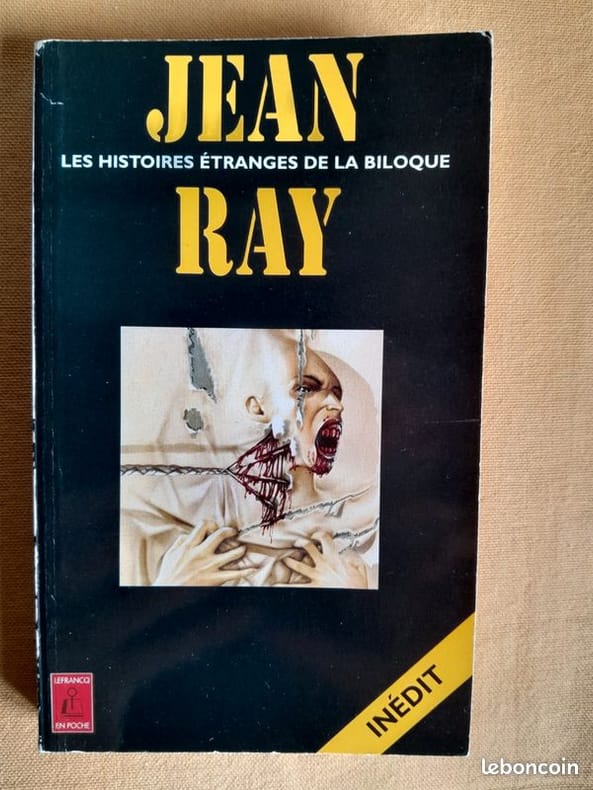 JEAN
LES HISTOIRES ÉTRANGES DE LA BILOQUE
RAY
LEFRANCQ
EN POCHE
INÉDIT
leboncoin